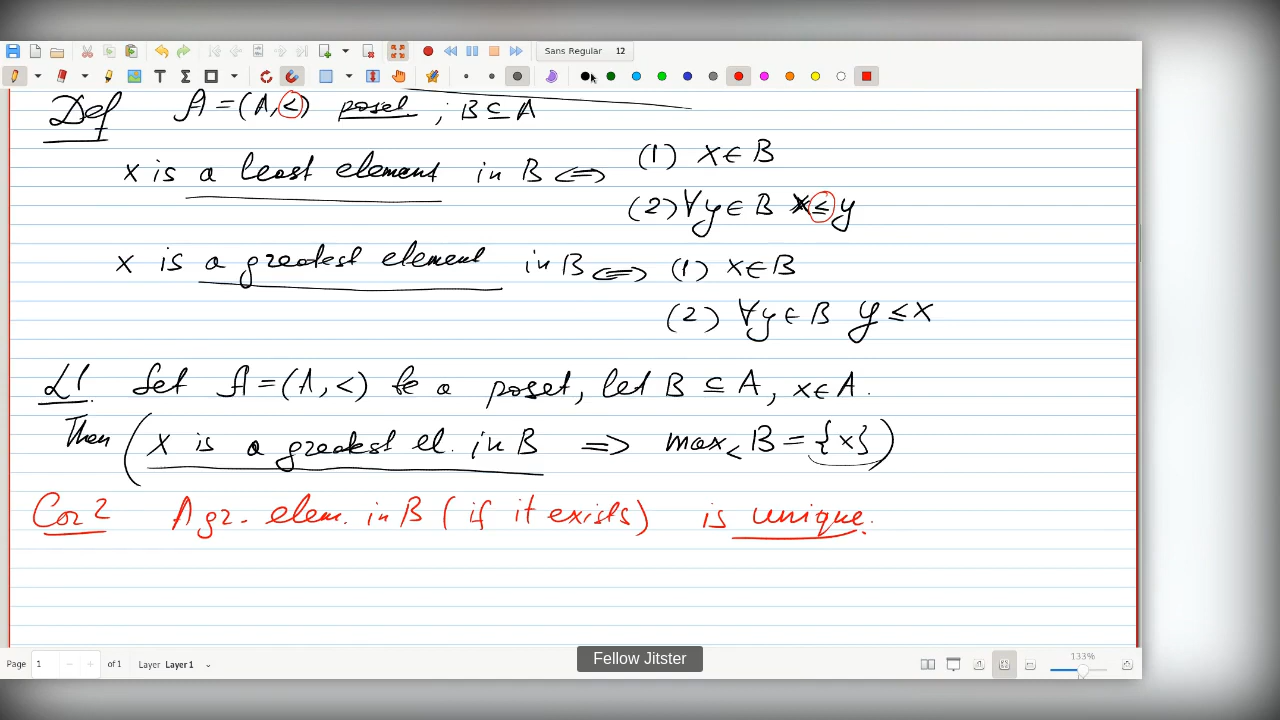 Sans Regular 12
Def 𝒜 = (A, <) poset ; B ⊆ A
x is a least element in B ⟺ (1) x ∈ B
(2) ∀y ∈ B x ≤ y
x is a greatest element in B ⟺ (1) x ∈ B
(2) ∀y ∈ B y ≤ x
L1. Let 𝒜 = (A, <) be a poset, let B ⊆ A, x ∈ A.
Then (x is a greatest el. in B ⟹ max< B = {x})
Cor 2 A gr. elem. in B (if it exists) is unique.
Fellow Jitster
Page 1 of 1 Layer Layer 1 133%